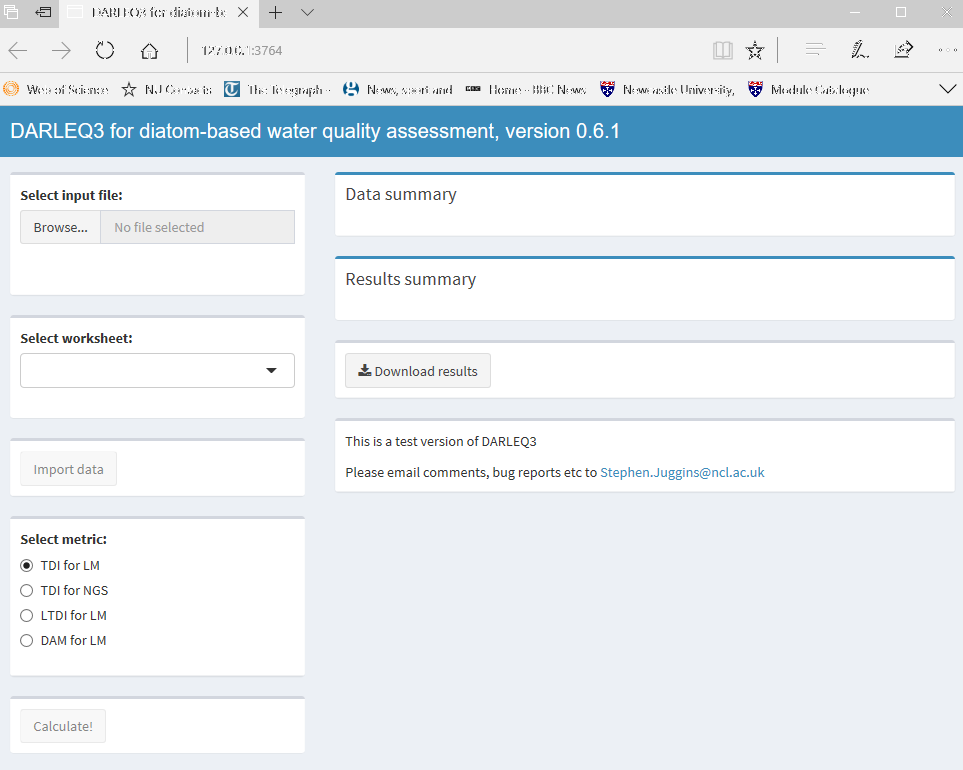 DARLEQ3 for diatom-b
127.0.0.1:3764
Web of Science
The Telegraph -
News, sport and
Home - BBC News
Newcastle University,
Module Catalogue
DARLEQ3 for diatom-based water quality assessment, version 0.6.1
Select input file:
Browse...
No file selected
Select worksheet:
Import data
Select metric:
TDI for LM
TDI for NGS
LTDI for LM
DAM for LM
Calculate!
Data summary
Results summary
Download results
This is a test version of DARLEQ3
Please email comments, bug reports etc to Stephen.Juggins@ncl.ac.uk